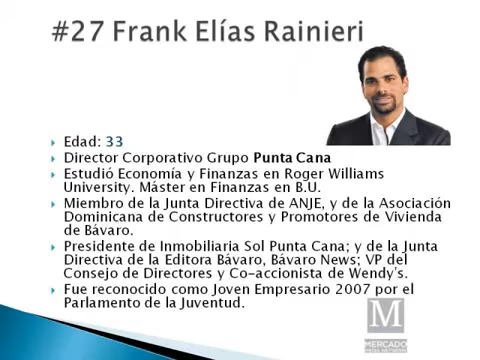 #27 Frank Elías Rainieri
Edad: 33
Director Corporativo Grupo Punta Cana
Estudió Economía y Finanzas en Roger Williams
University. Máster en Finanzas en B.U.
Miembro de la Junta Directiva de ANJE, y de la Asociación
Dominicana de Constructores y Promotores de Vivienda
de Bávaro.
Presidente de Inmobiliaria Sol Punta Cana; y de la Junta
Directiva de la Editora Bávaro, Bávaro News; VP del
Consejo de Directores y Co-accionista de Wendy's.
Fue reconocido como Joven Empresario 2007 por el
Parlamento de la Juventud.
M
MERCADO
MEDIA NETWORK